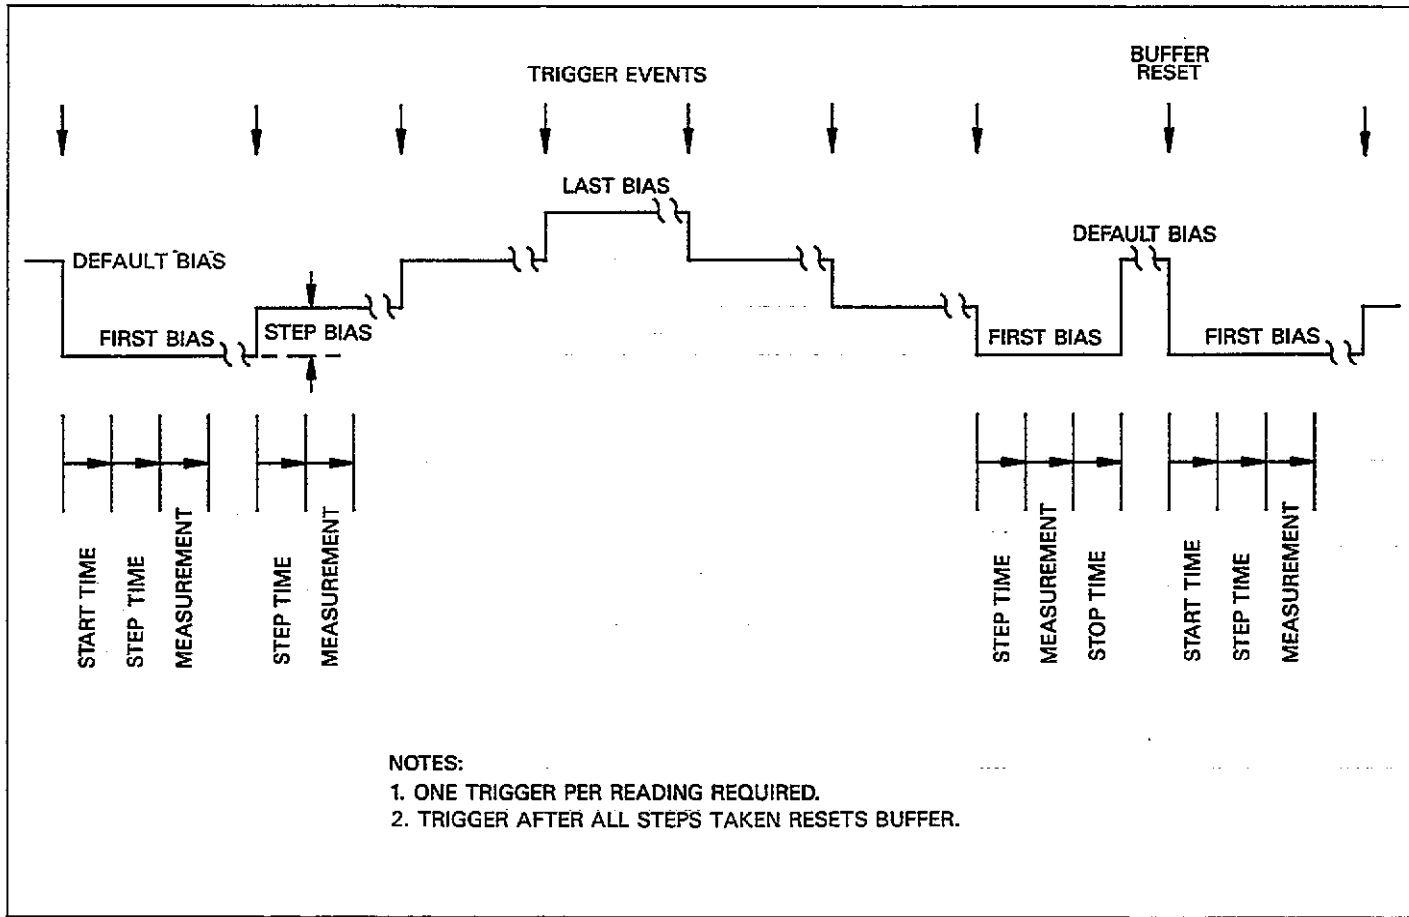 TRIGGER EVENTS
BUFFER
RESET
LAST BIAS
DEFAULT BIAS
DEFAULT BIAS
FIRST BIAS
STEP BIAS
FIRST BIAS
FIRST BIAS
START TIME
STEP TIME
MEASUREMENT
STEP TIME
MEASUREMENT
STEP TIME
MEASUREMENT
STOP TIME
START TIME
STEP TIME
MEASUREMENT
NOTES:
1. ONE TRIGGER PER READING REQUIRED.
2. TRIGGER AFTER ALL STEPS TAKEN RESETS BUFFER.